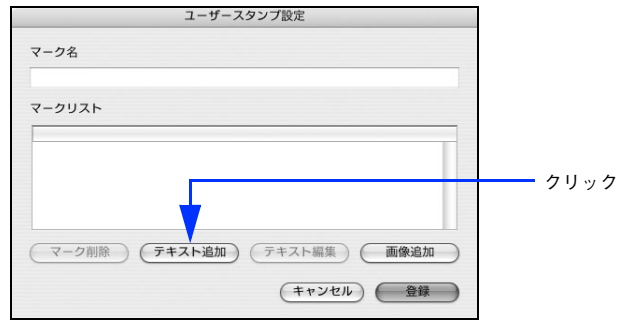 ユーザースタンプ設定
マーク名
マークリスト
クリック
マーク削除 テキスト追加 テキスト編集 画像追加
キャンセル 登録